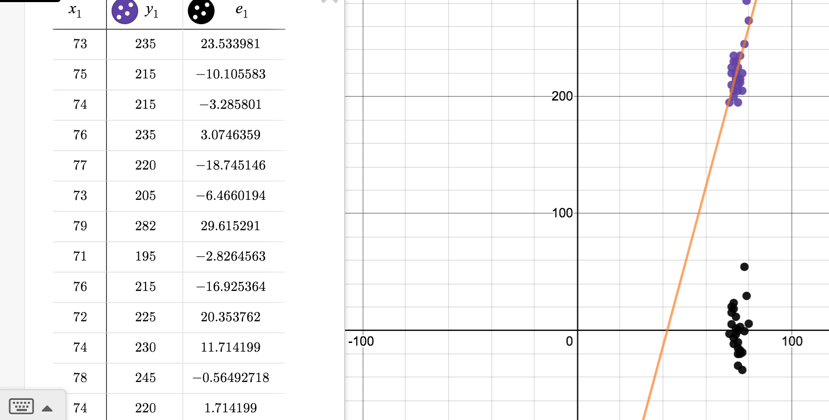 x₁ y₁ e₁
73 235 23.533981
75 215 −10.105583
74 215 −3.285801
76 235 3.0746359
77 220 −18.745146
73 205 −6.4660194
79 282 29.615291
71 195 −2.8264563
76 215 −16.925364
72 225 20.353762
74 230 11.714199
78 245 −0.56492718
74 220 1.714199
200
100
-100 0 100